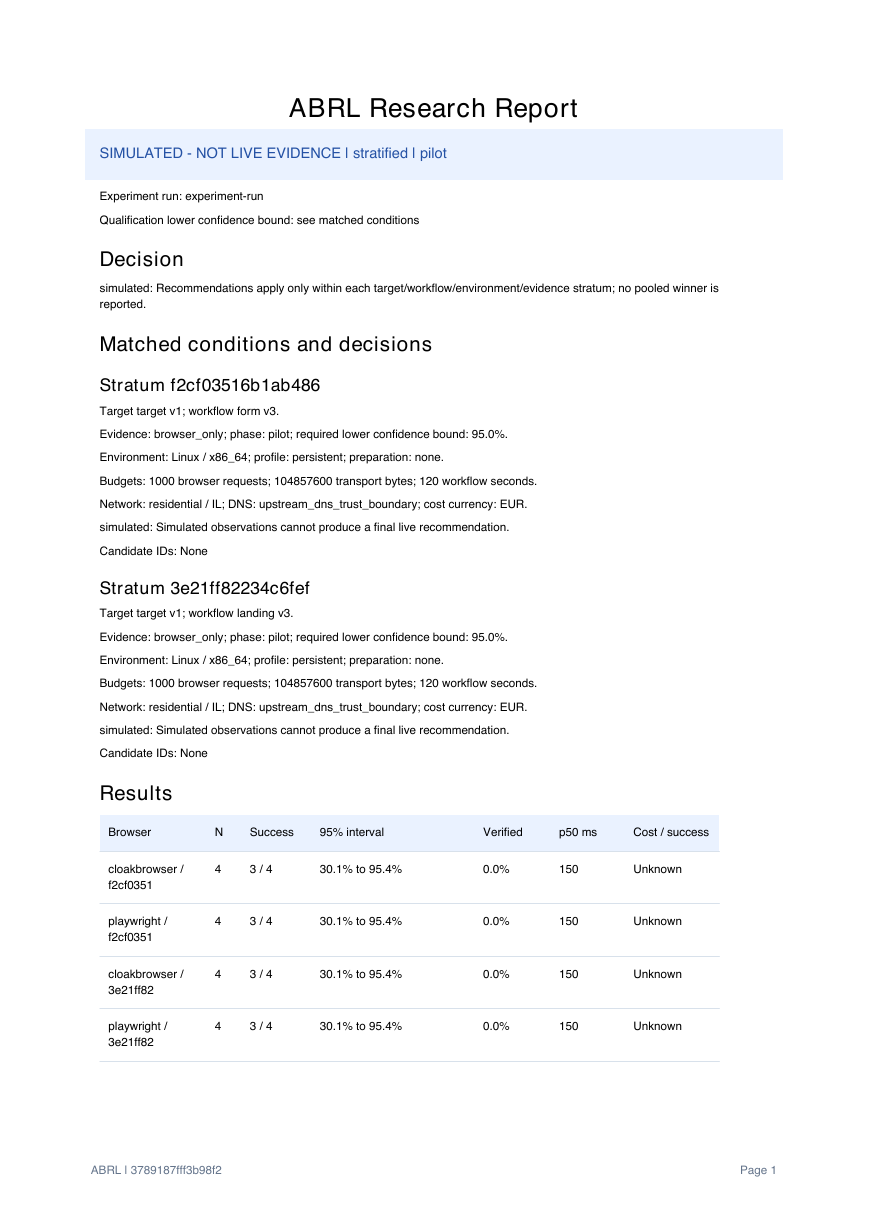 ABRL Research Report
SIMULATED - NOT LIVE EVIDENCE | stratified | pilot
Experiment run: experiment-run
Qualification lower confidence bound: see matched conditions
Decision
simulated: Recommendations apply only within each target/workflow/environment/evidence stratum; no pooled winner is
reported.
Matched conditions and decisions
Stratum f2cf03516b1ab486
Target target v1; workflow form v3.
Evidence: browser_only; phase: pilot; required lower confidence bound: 95.0%.
Environment: Linux / x86_64; profile: persistent; preparation: none.
Budgets: 1000 browser requests; 104857600 transport bytes; 120 workflow seconds.
Network: residential / IL; DNS: upstream_dns_trust_boundary; cost currency: EUR.
simulated: Simulated observations cannot produce a final live recommendation.
Candidate IDs: None
Stratum 3e21ff82234c6fef
Target target v1; workflow landing v3.
Evidence: browser_only; phase: pilot; required lower confidence bound: 95.0%.
Environment: Linux / x86_64; profile: persistent; preparation: none.
Budgets: 1000 browser requests; 104857600 transport bytes; 120 workflow seconds.
Network: residential / IL; DNS: upstream_dns_trust_boundary; cost currency: EUR.
simulated: Simulated observations cannot produce a final live recommendation.
Candidate IDs: None
Results
Browser N Success 95% interval Verified p50 ms Cost / success
cloakbrowser / 4 3 / 4 30.1% to 95.4% 0.0% 150 Unknown
f2cf0351
playwright / 4 3 / 4 30.1% to 95.4% 0.0% 150 Unknown
f2cf0351
cloakbrowser / 4 3 / 4 30.1% to 95.4% 0.0% 150 Unknown
3e21ff82
playwright / 4 3 / 4 30.1% to 95.4% 0.0% 150 Unknown
3e21ff82
ABRL | 3789187fff3b98f2 Page 1